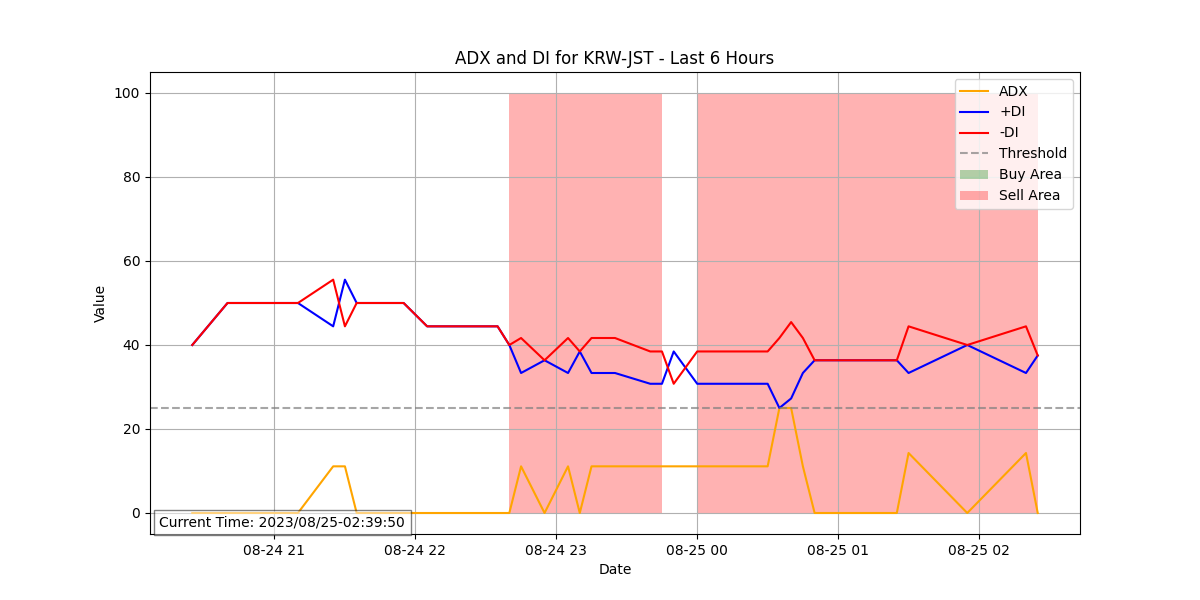 ADX and DI for KRW-JST - Last 6 Hours
100
80
60
40
20
0
Value
ADX
+DI
-DI
Threshold
Buy Area
Sell Area
Current Time: 2023/08/25-02:39:50
08-24 21
08-24 22
08-24 23
08-25 00
08-25 01
08-25 02
Date